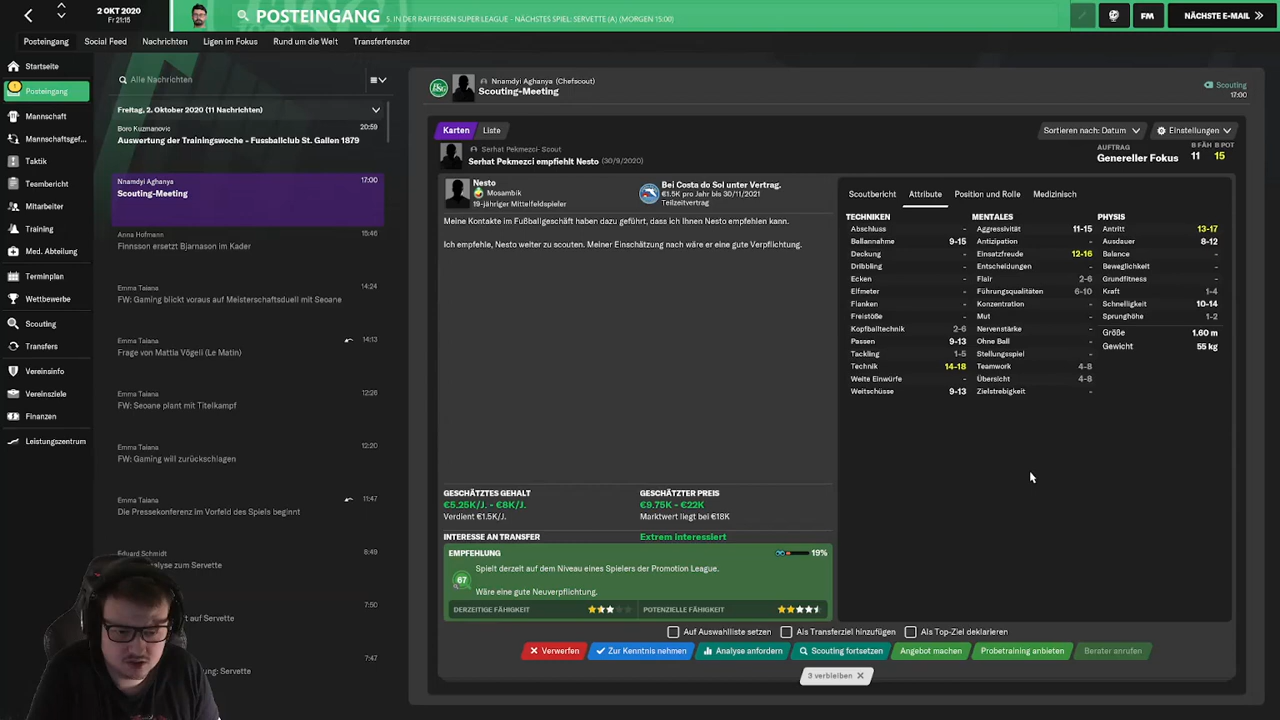 2 OKT 2020
Fr 21:15
POSTEINGANG
5. IN DER RAIFFEISEN SUPER LEAGUE - NÄCHSTES SPIEL: SERVETTE (A) (MORGEN 15:00)
FM
NÄCHSTE E-MAIL
Posteingang
Social Feed
Nachrichten
Ligen im Fokus
Rund um die Welt
Transferfenster
Startseite
Posteingang
Mannschaft
Mannschaftsgef...
Taktik
Teambericht
Mitarbeiter
Training
Med. Abteilung
Terminplan
Wettbewerbe
Scouting
Transfers
Vereinsinfo
Vereinsziele
Finanzen
Leistungszentrum
Alle Nachrichten
Freitag, 2. Oktober 2020 (11 Nachrichten)
Boro Kuzmanovic 20:59
Auswertung der Trainingswoche - Fussballclub St. Gallen 1879
Nnamdyi Aghanya 17:00
Scouting-Meeting
Anna Hofmann 15:46
Finnsson ersetzt Bjarnason im Kader
Emma Taiana 14:24
FW: Gaming blickt voraus auf Meisterschaftsduell mit Seoane
Emma Taiana 14:13
Frage von Mattia Vögeli (Le Matin)
Emma Taiana 12:26
FW: Seoane plant mit Titelkampf
Emma Taiana 12:20
FW: Gaming will zurückschlagen
Emma Taiana 11:47
Die Pressekonferenz im Vorfeld des Spiels beginnt
Eduard Schmidt 8:49
zum Servette
7:50
auf Servette
7:47
Servette
Nnamdyi Aghanya (Chefscout)
Scouting-Meeting
Scouting
17:00
Karten
Liste
Sortieren nach: Datum
Einstellungen
Serhat Pekmezci- Scout
Serhat Pekmezci empfiehlt Nesto (30/9/2020)
AUFTRAG
Genereller Fokus
B FÄH
11
B POT
15
Nesto
Mosambik
19-jähriger Mittelfeldspieler
Bei Costa do Sol unter Vertrag.
€1.5K pro Jahr bis 30/11/2021
Teilzeitvertrag
Meine Kontakte im Fußballgeschäft haben dazu geführt, dass ich Ihnen Nesto empfehlen kann.
Ich empfehle, Nesto weiter zu scouten. Meiner Einschätzung nach wäre er eine gute Verpflichtung.
GESCHÄTZTES GEHALT
€5.25K/J. - €8K/J.
Verdient €1.5K/J.
GESCHÄTZTER PREIS
€9.75K - €22K
Marktwert liegt bei €18K
INTERESSE AN TRANSFER
Extrem interessiert
EMPFEHLUNG
19%
67
Spielt derzeit auf dem Niveau eines Spielers der Promotion League.
Wäre eine gute Neuverpflichtung.
DERZEITIGE FÄHIGKEIT
POTENZIELLE FÄHIGKEIT
Scoutbericht
Attribute
Position und Rolle
Medizinisch
TECHNIKEN
Abschluss -
Ballannahme 9-15
Deckung -
Dribbling -
Ecken -
Elfmeter -
Flanken -
Freistöße -
Kopfballtechnik 2-6
Passen 9-13
Tackling 1-5
Technik 14-18
Weite Einwürfe -
Weitschüsse 9-13
MENTALES
Aggressivität 11-15
Antizipation -
Einsatzfreude 12-16
Entscheidungen -
Flair 2-6
Führungsqualitäten 6-10
Konzentration -
Mut -
Nervenstärke -
Ohne Ball -
Stellungsspiel -
Teamwork 4-8
Übersicht 4-8
Zielstrebigkeit -
PHYSIS
Antritt 13-17
Ausdauer 8-12
Balance -
Beweglichkeit -
Grundfitness -
Kraft 1-4
Schnelligkeit 10-14
Sprunghöhe 1-2
Größe 1.60 m
Gewicht 55 kg
Auf Auswahlliste setzen
Als Transferziel hinzufügen
Als Top-Ziel deklarieren
Verwerfen
Zur Kenntnis nehmen
Analyse anfordern
Scouting fortsetzen
Angebot machen
Probetraining anbieten
Berater anrufen
3 verbleiben